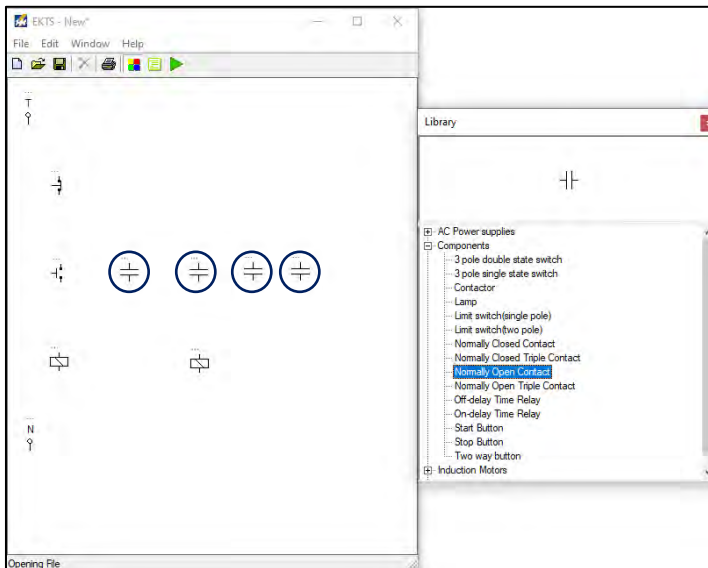 EKTS - New*
File Edit Window Help
...
T
...
...
... ... ... ...
... ...
...
N
Opening File
Library
AC Power supplies
Components
3 pole double state switch
3 pole single state switch
Contactor
Lamp
Limit switch(single pole)
Limit switch(two pole)
Normally Closed Contact
Normally Closed Triple Contact
Normally Open Contact
Normally Open Triple Contact
Off-delay Time Relay
On-delay Time Relay
Start Button
Stop Button
Two way button
Induction Motors